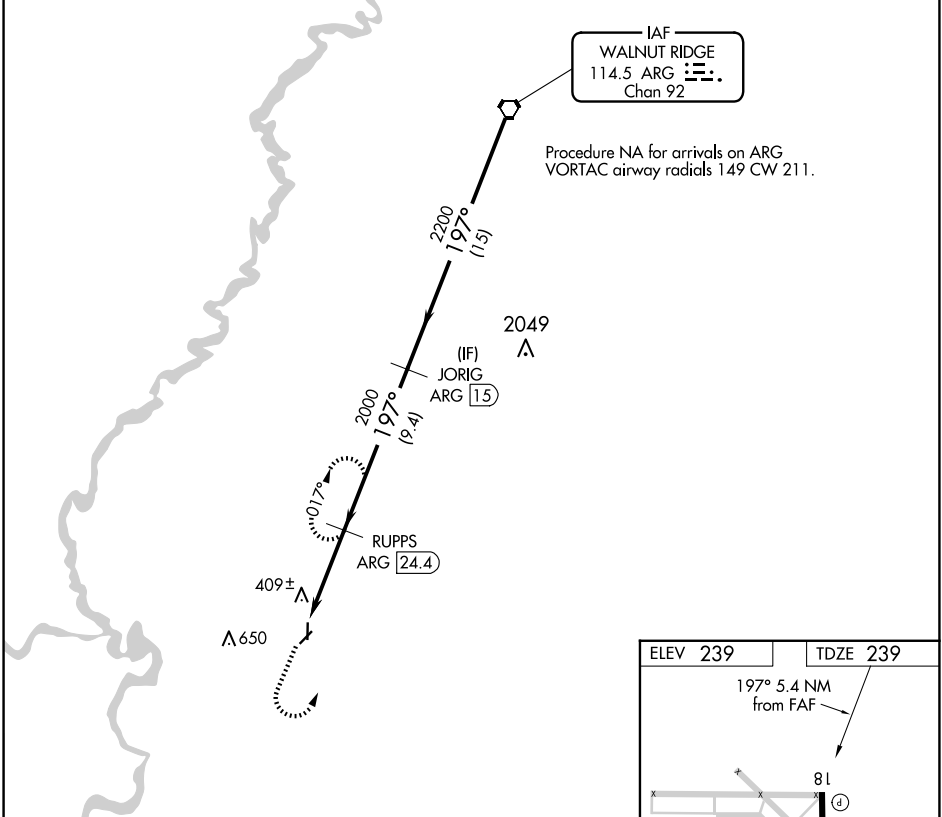 IAF
WALNUT RIDGE
114.5 ARG
Chan 92
Procedure NA for arrivals on ARG
VORTAC airway radials 149 CW 211.
2200
197°
(15)
2049
(IF)
JORIG
ARG 15
2000
197°
(9.4)
017°
RUPPS
ARG 24.4
409±
650
ELEV 239
TDZE 239
197° 5.4 NM
from FAF
18
x
x
x
x
P